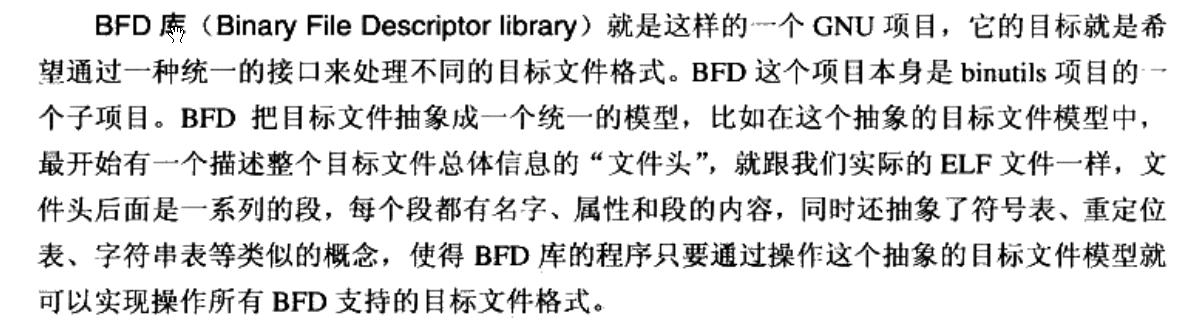 BFD 库（Binary File Descriptor library）就是这样的一个 GNU 项目，它的目标就是希
望通过一种统一的接口来处理不同的目标文件格式。BFD 这个项目本身是 binutils 项目的一
个子项目。BFD 把目标文件抽象成一个统一的模型，比如在这个抽象的目标文件模型中，
最开始有一个描述整个目标文件总体信息的“文件头”，就跟我们实际的 ELF 文件一样，文
件头后面是一系列的段，每个段都有名字、属性和段的内容，同时还抽象了符号表、重定位
表、字符串表等类似的概念，使得 BFD 库的程序只要通过操作这个抽象的目标文件模型就
可以实现操作所有 BFD 支持的目标文件格式。